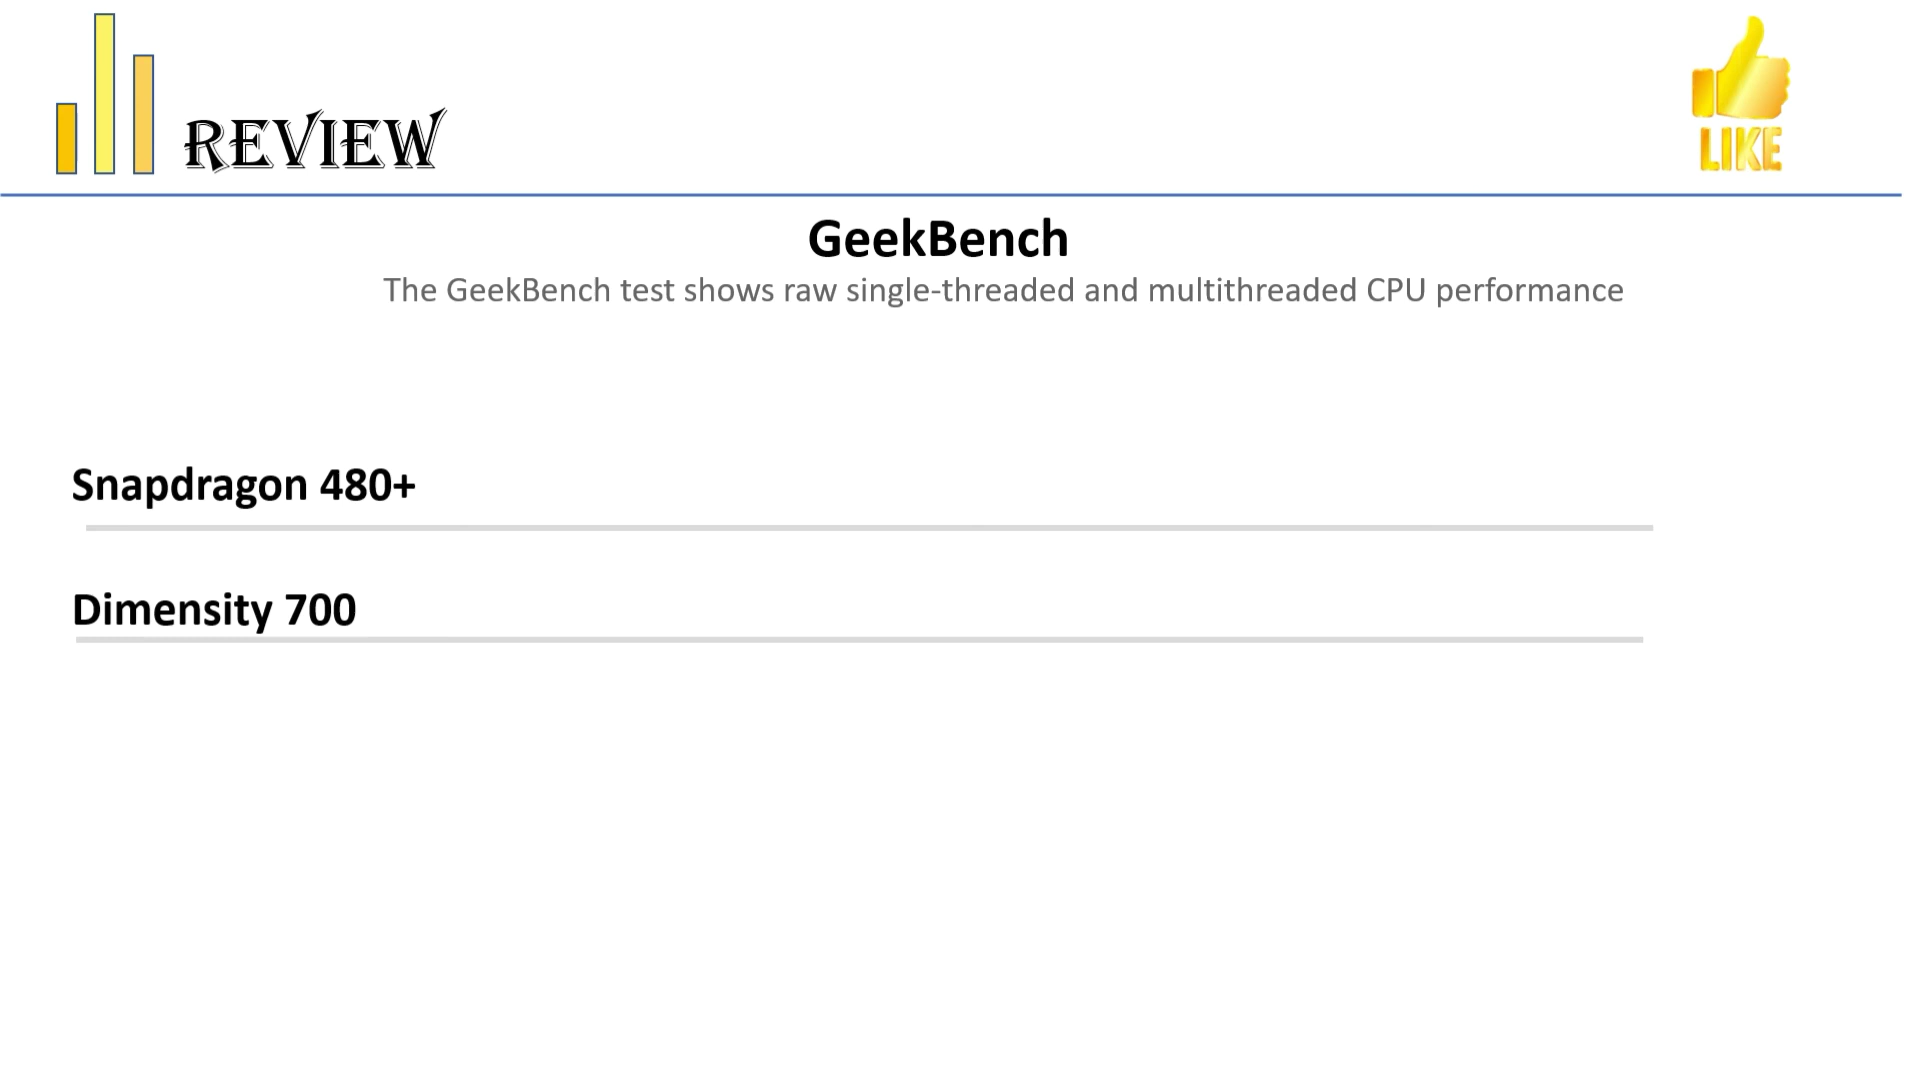 REVIEW
LIKE
GeekBench
The GeekBench test shows raw single-threaded and multithreaded CPU performance
Snapdragon 480+
Dimensity 700